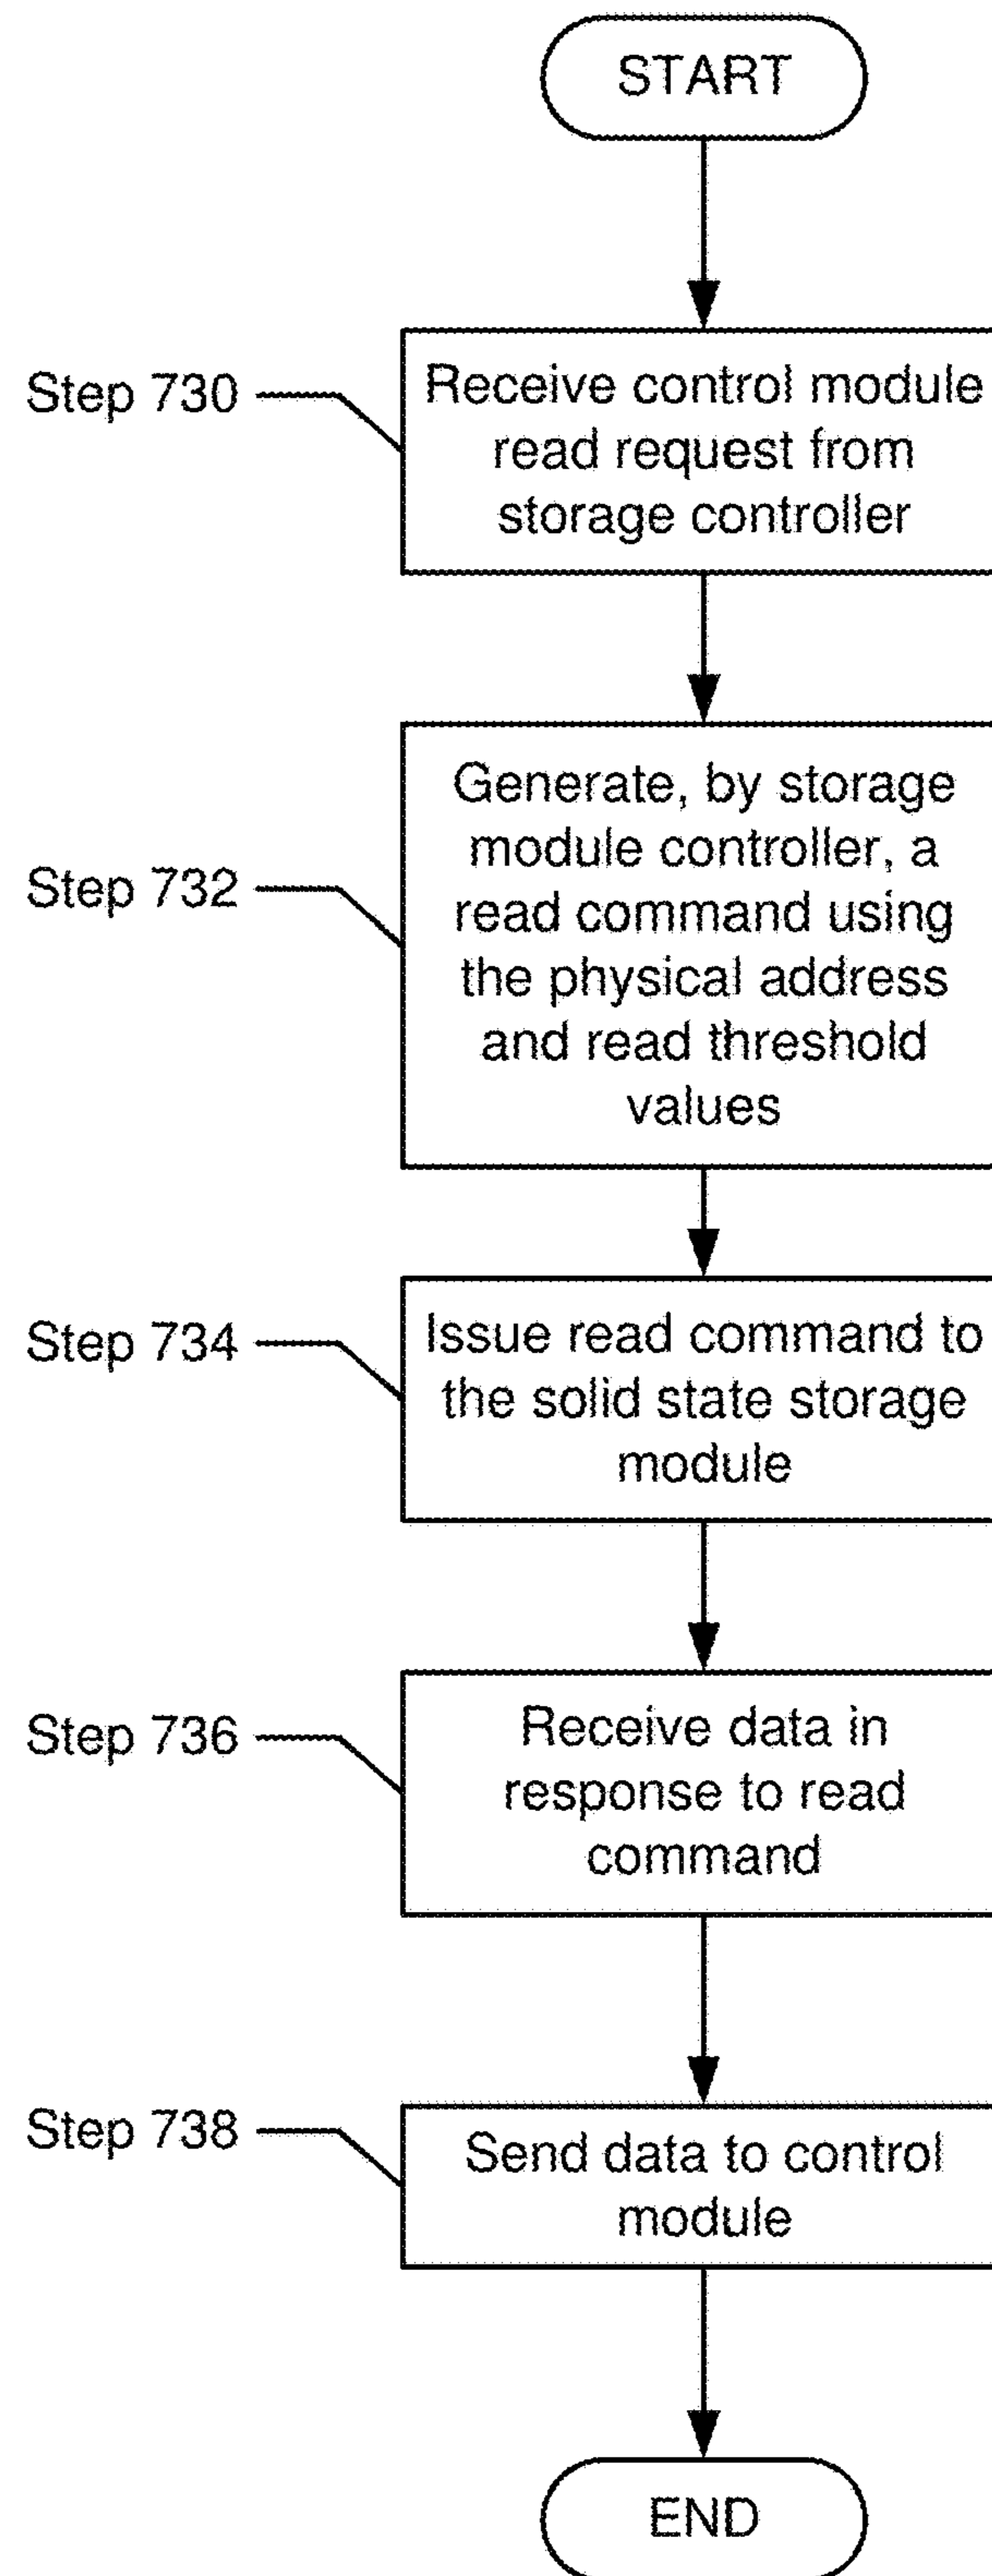 START
Step 730
Receive control module
read request from
storage controller
Step 732
Generate, by storage
module controller, a
read command using
the physical address
and read threshold
values
Step 734
Issue read command to
the solid state storage
module
Step 736
Receive data in
response to read
command
Step 738
Send data to control
module
END